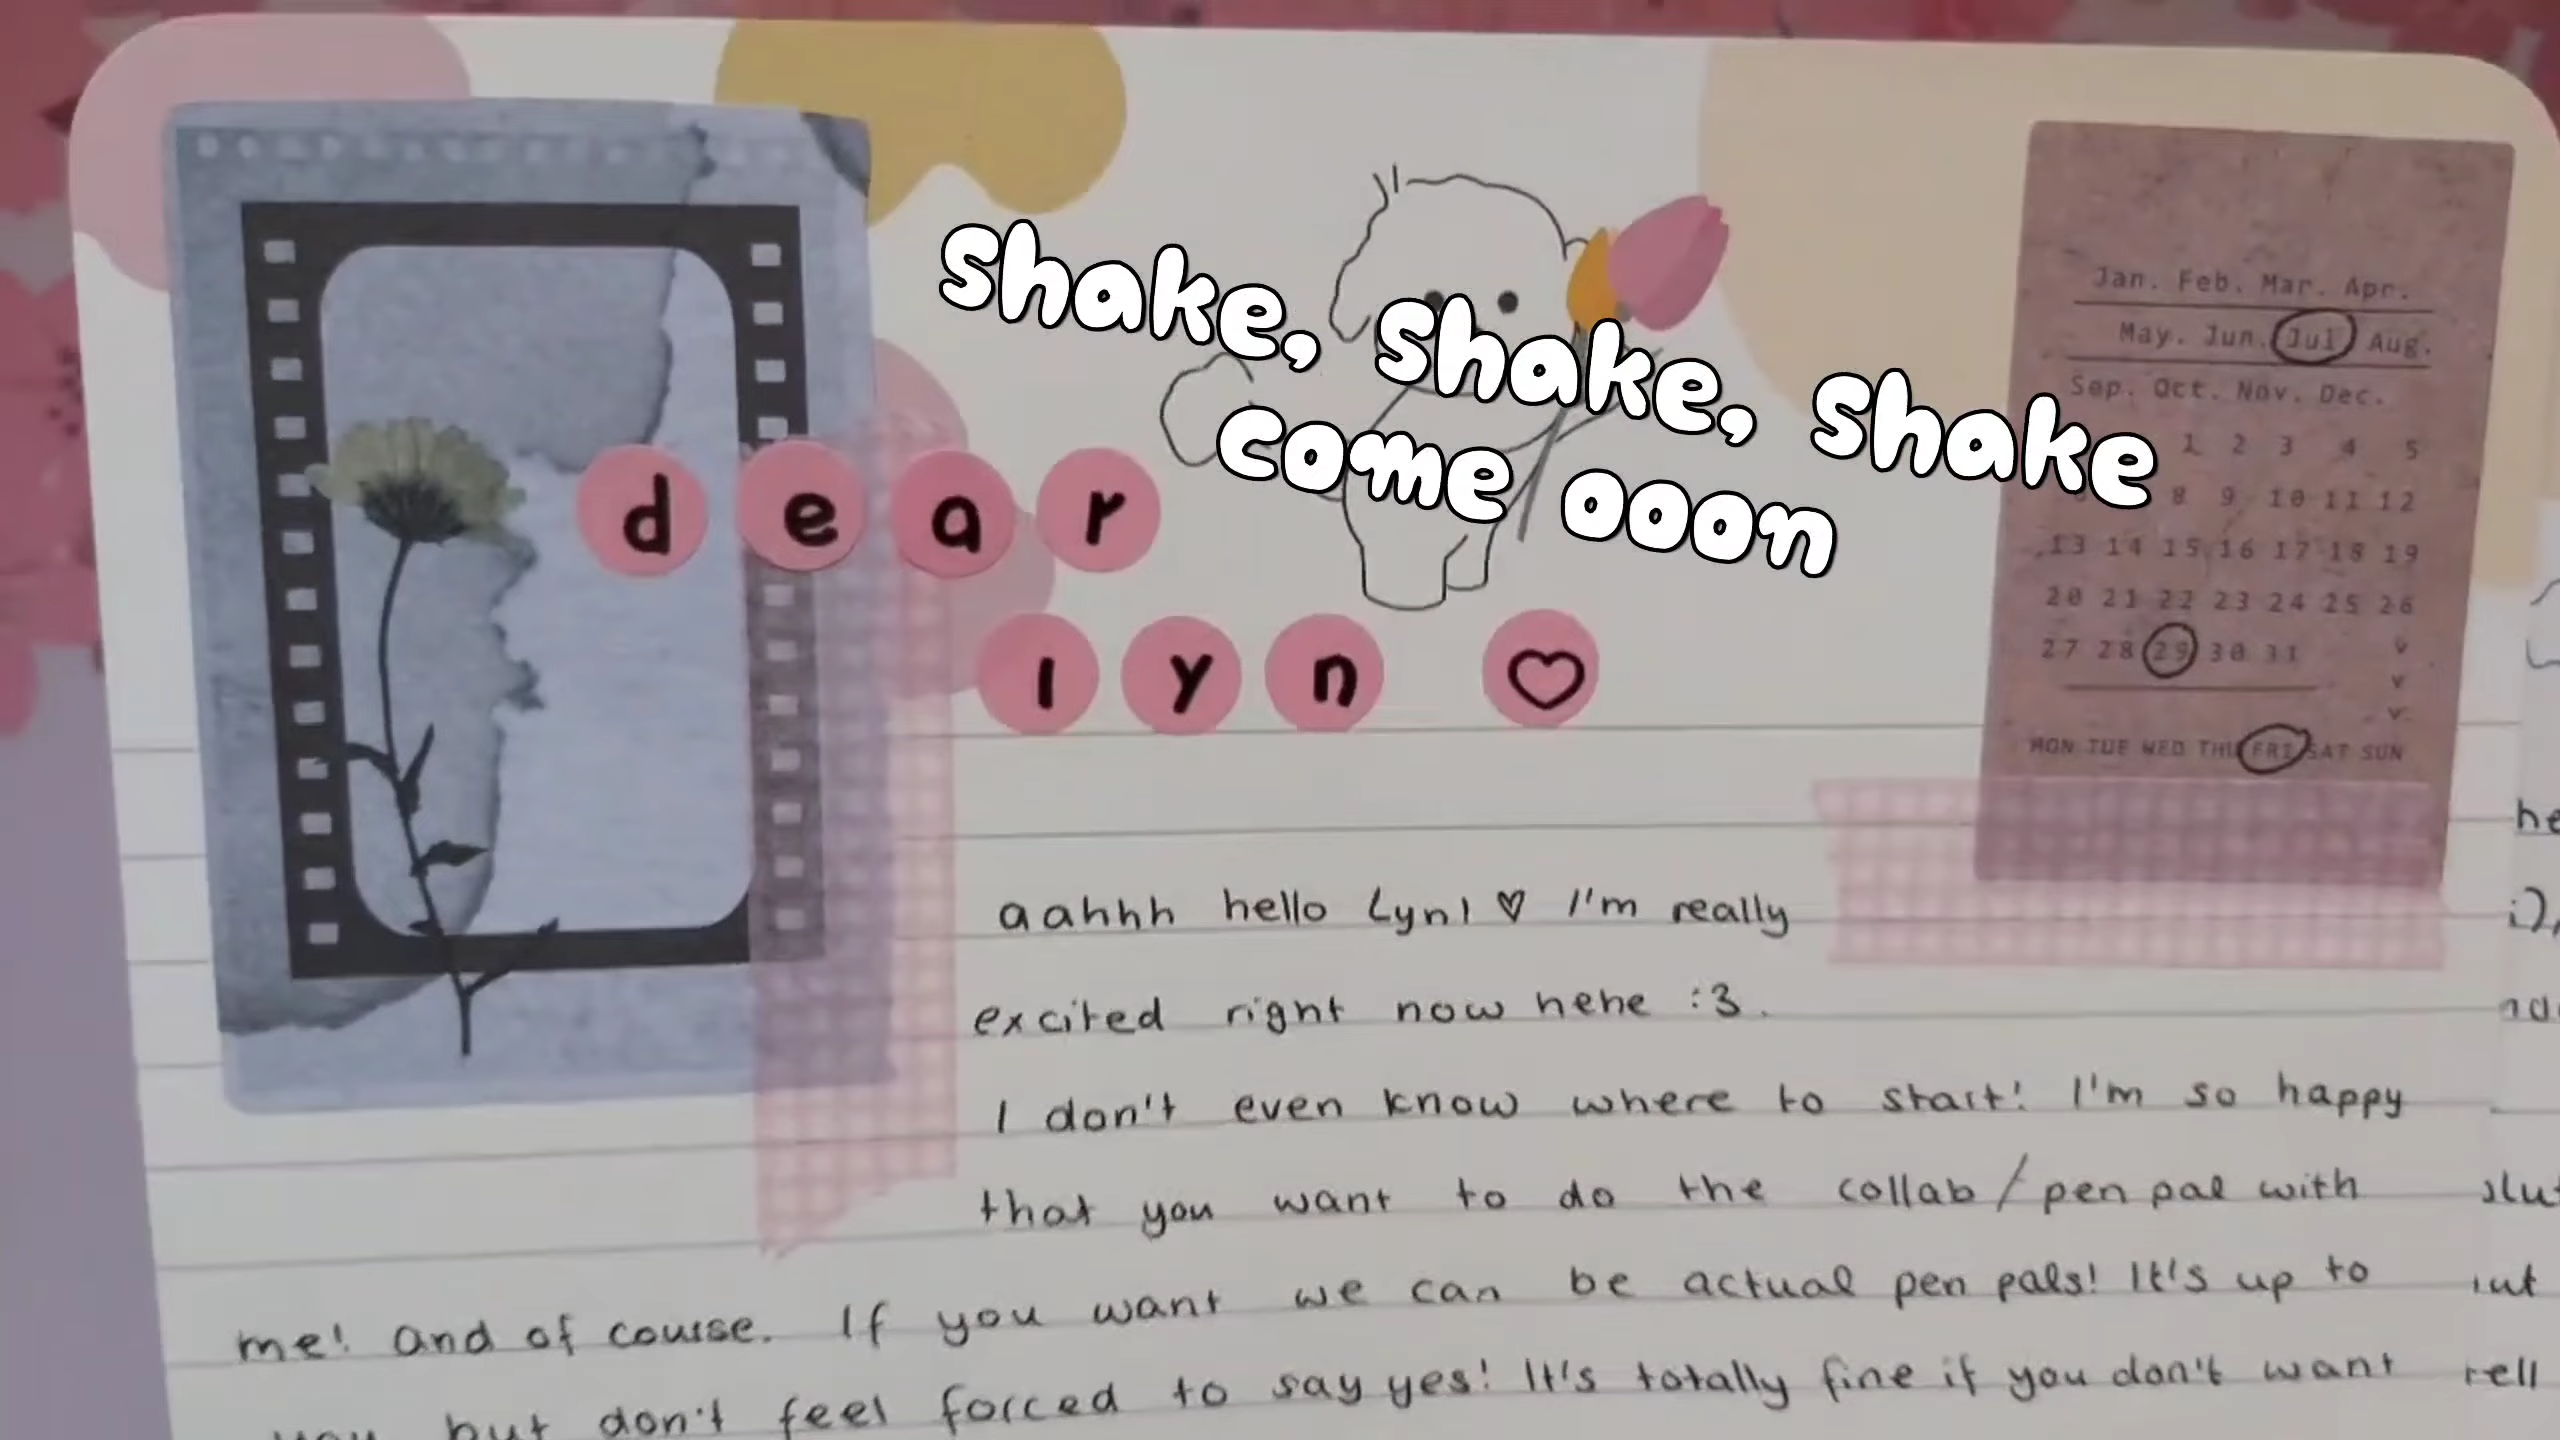 shake, shake, shake
come ooon
Jan. Feb. Mar. Apr.
May. Jun. Jul Aug.
Sep. Oct. Nov. Dec.
1 2 3 4 5
8 9 10 11 12
13 14 15 16 17 18 19
20 21 22 23 24 25 26
27 28 29 30 31
MON TUE WED THU FRI SAT SUN
dear
lyn ♡
aahhh hello Lyn! ♡ I'm really
excited right now hehe :3.
I don't even know where to start! I'm so happy
that you want to do the collab/pen pal with
me! and of course. If you want we can be actual pen pals! It's up to
you but don't feel forced to say yes! It's totally fine if you don't want